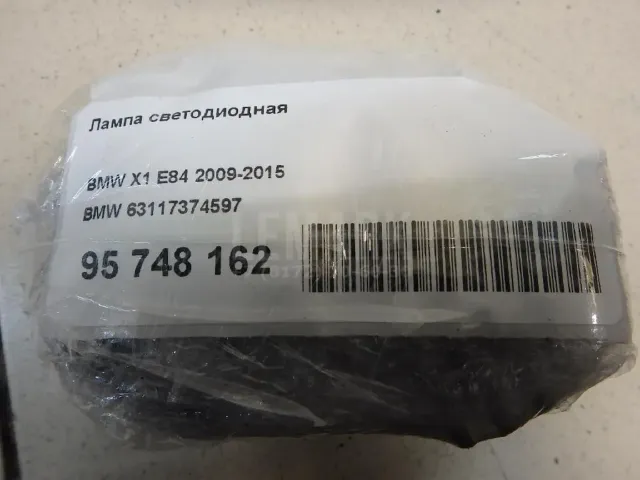 Лампа светодиодная
BMW X1 E84 2009-2015
BMW 63117374597
95 748 162